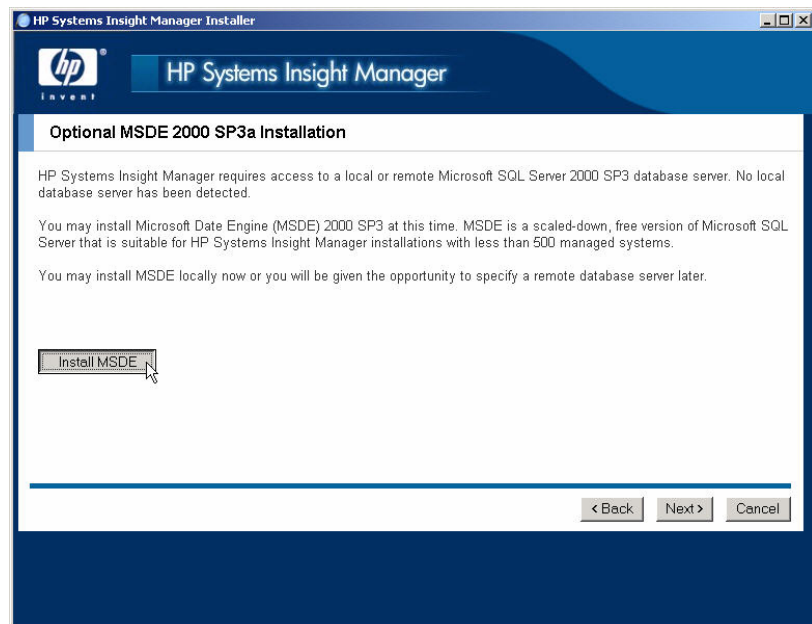 HP Systems Insight Manager Installer
hp
®
invent
HP Systems Insight Manager
Optional MSDE 2000 SP3a Installation
HP Systems Insight Manager requires access to a local or remote Microsoft SQL Server 2000 SP3 database server. No local
database server has been detected.
You may install Microsoft Date Engine (MSDE) 2000 SP3 at this time. MSDE is a scaled-down, free version of Microsoft SQL
Server that is suitable for HP Systems Insight Manager installations with less than 500 managed systems.
You may install MSDE locally now or you will be given the opportunity to specify a remote database server later.
Install MSDE
< Back Next > Cancel